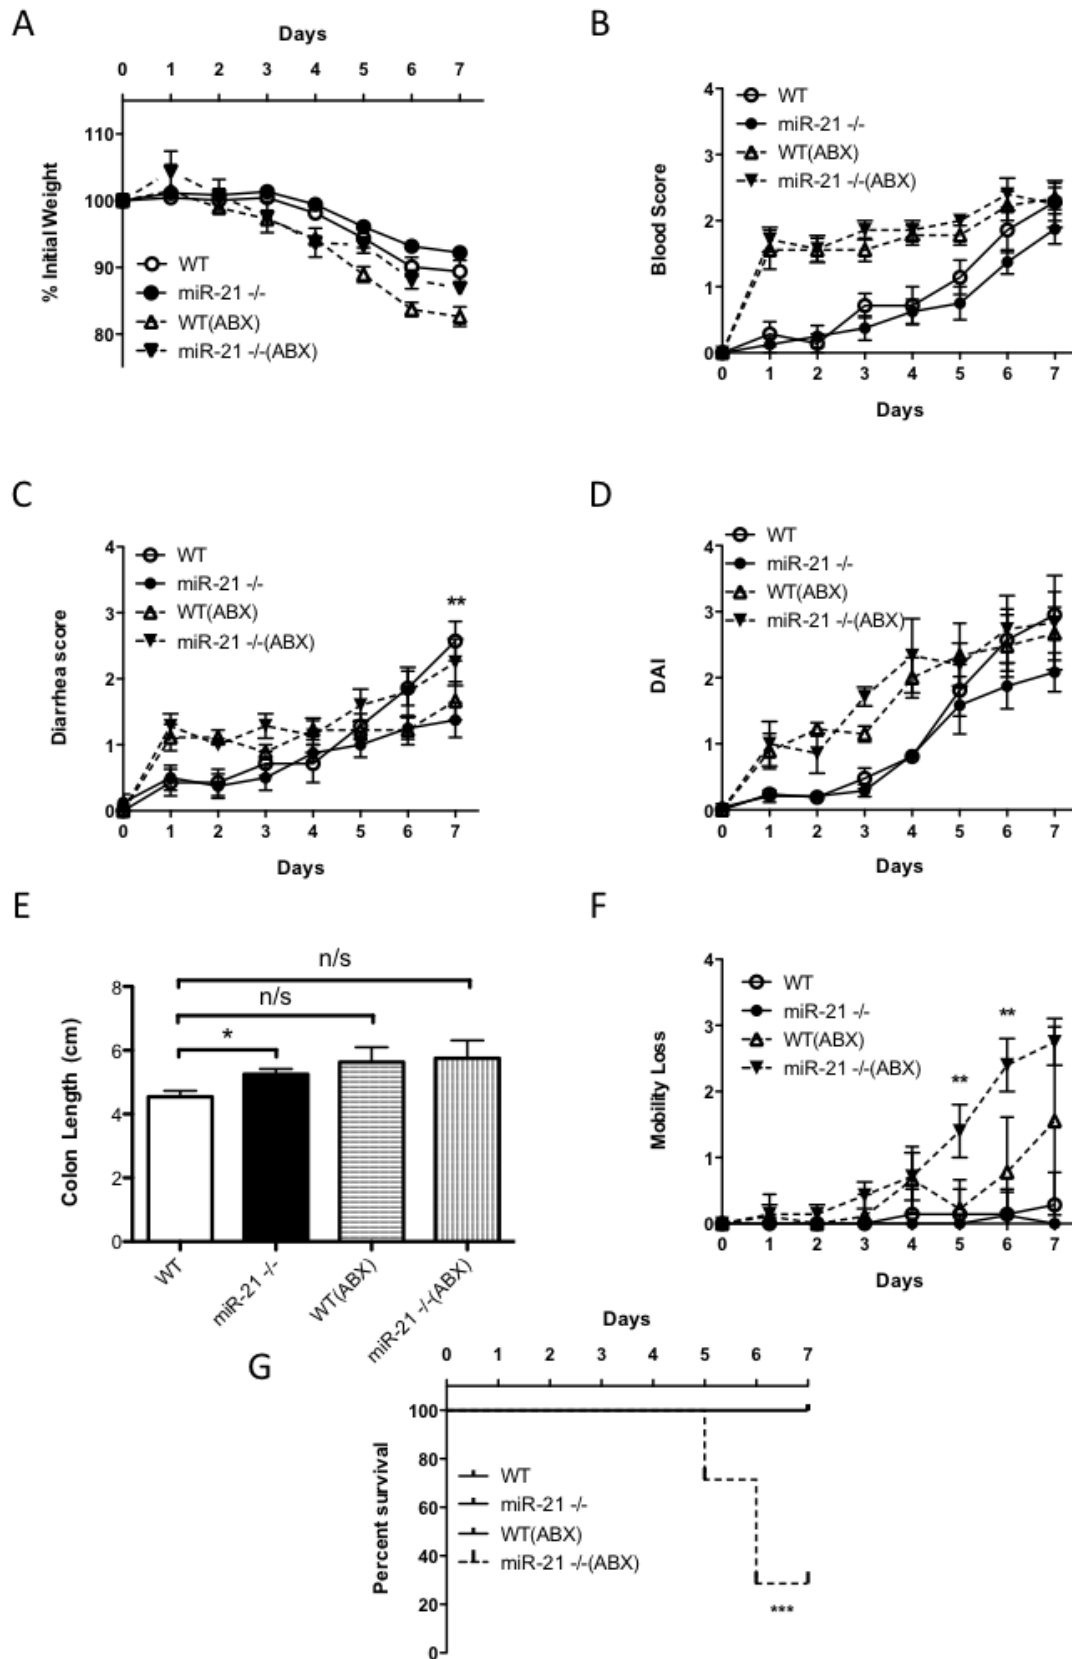 A
Days
0 1 2 3 4 5 6 7
110
100
90
80
% Initial Weight
WT
miR-21 -/-
WT(ABX)
miR-21 -/-(ABX)
B
4
3
2
1
0
Blood Score
WT
miR-21 -/-
WT(ABX)
miR-21 -/-(ABX)
0 1 2 3 4 5 6 7
Days
C
4
3
2
1
0
Diarrhea score
WT
miR-21 -/-
WT(ABX)
miR-21 -/-(ABX)
**
0 1 2 3 4 5 6 7
Days
D
4
3
2
1
0
DAI
WT
miR-21 -/-
WT(ABX)
miR-21 -/-(ABX)
0 1 2 3 4 5 6 7
Days
E
8
6
4
2
0
Colon Length (cm)
n/s
n/s
*
WT
miR-21 -/-
WT(ABX)
miR-21 -/-(ABX)
F
4
3
2
1
0
Mobility Loss
WT
miR-21 -/-
WT(ABX)
miR-21 -/-(ABX)
**
**
0 1 2 3 4 5 6 7
Days
G
Days
0 1 2 3 4 5 6 7
100
80
60
40
20
0
Percent survival
WT
miR-21 -/-
WT(ABX)
miR-21 -/-(ABX)
***